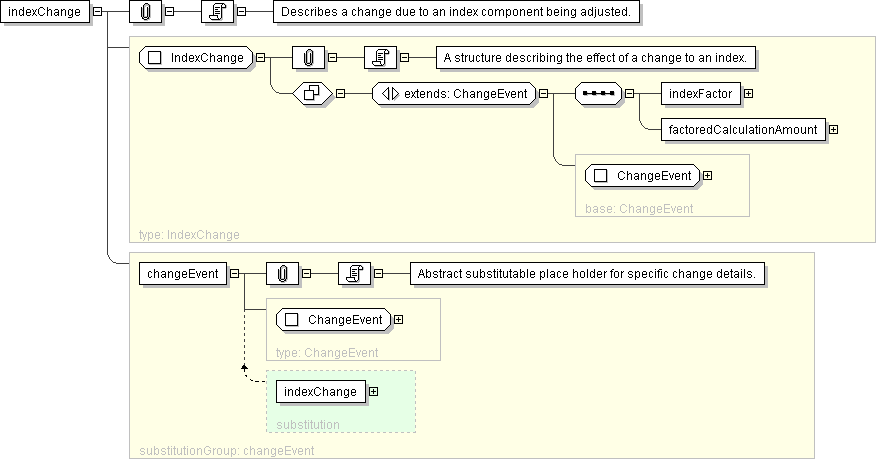 indexChange
Describes a change due to an index component being adjusted.
IndexChange
A structure describing the effect of a change to an index.
extends: ChangeEvent
indexFactor
factoredCalculationAmount
ChangeEvent
base: ChangeEvent
type: IndexChange
changeEvent
Abstract substitutable place holder for specific change details.
ChangeEvent
type: ChangeEvent
indexChange
substitution
substitutionGroup: changeEvent